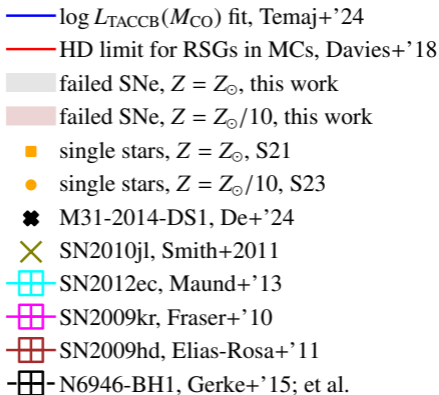 log L_TACCB(M_CO) fit, Temaj+'24
HD limit for RSGs in MCs, Davies+'18
failed SNe, Z = Z_⊙, this work
failed SNe, Z = Z_⊙/10, this work
single stars, Z = Z_⊙, S21
single stars, Z = Z_⊙/10, S23
M31-2014-DS1, De+'24
SN2010jl, Smith+2011
SN2012ec, Maund+'13
SN2009kr, Fraser+'10
SN2009hd, Elias-Rosa+'11
N6946-BH1, Gerke+'15; et al.